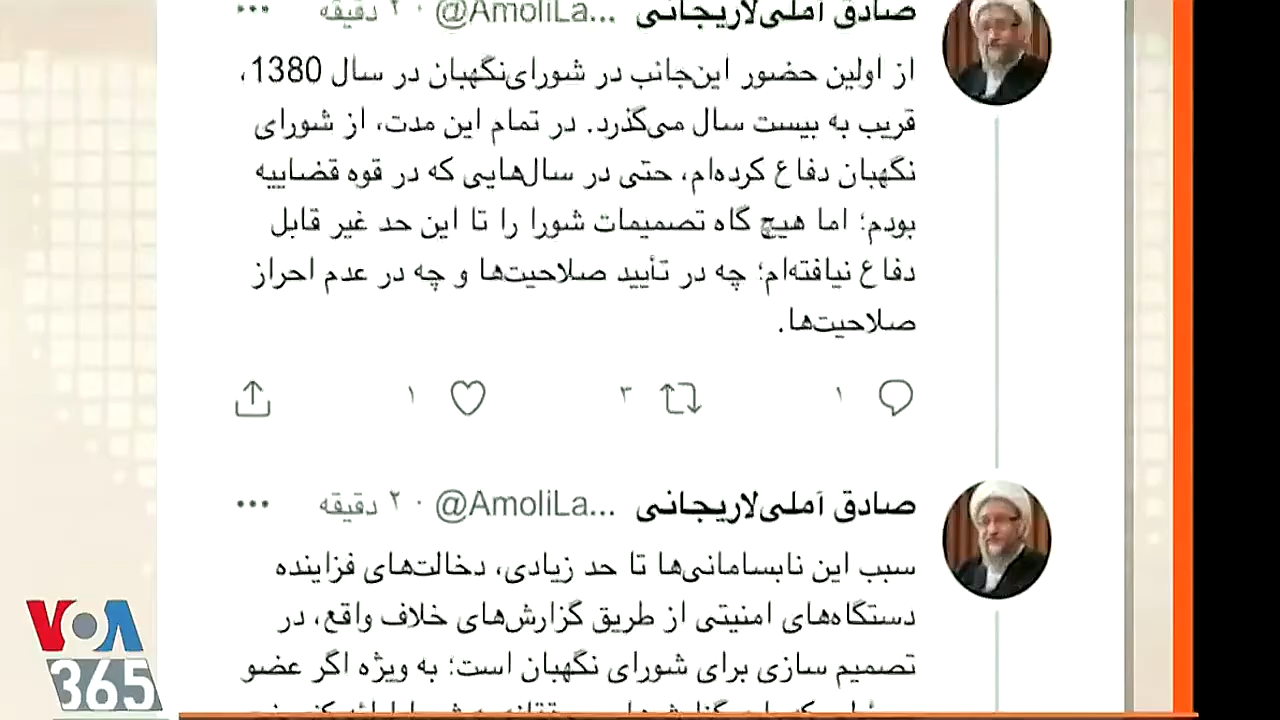 صادق آملی‌لاریجانی @AmoliLa... · ۲ دقیقه
از اولین حضور این‌جانب در شورای‌نگهبان در سال 1380،
قریب به بیست سال می‌گذرد. در تمام این مدت، از شورای
نگهبان دفاع کرده‌ام، حتی در سال‌هایی که در قوه قضاییه
بودم؛ اما هیچ گاه تصمیمات شورا را تا این حد غیر قابل
دفاع نیافته‌ام؛ چه در تأیید صلاحیت‌ها و چه در عدم احراز
صلاحیت‌ها.
۱ ۳ ۱
صادق آملی‌لاریجانی @AmoliLa... · ۲ دقیقه
سبب این نابسامانی‌ها تا حد زیادی، دخالت‌های فزاینده
دستگاه‌های امنیتی از طریق گزارش‌های خلاف واقع، در
تصمیم سازی برای شورای نگهبان است؛ به ویژه اگر عضو
VOA
365